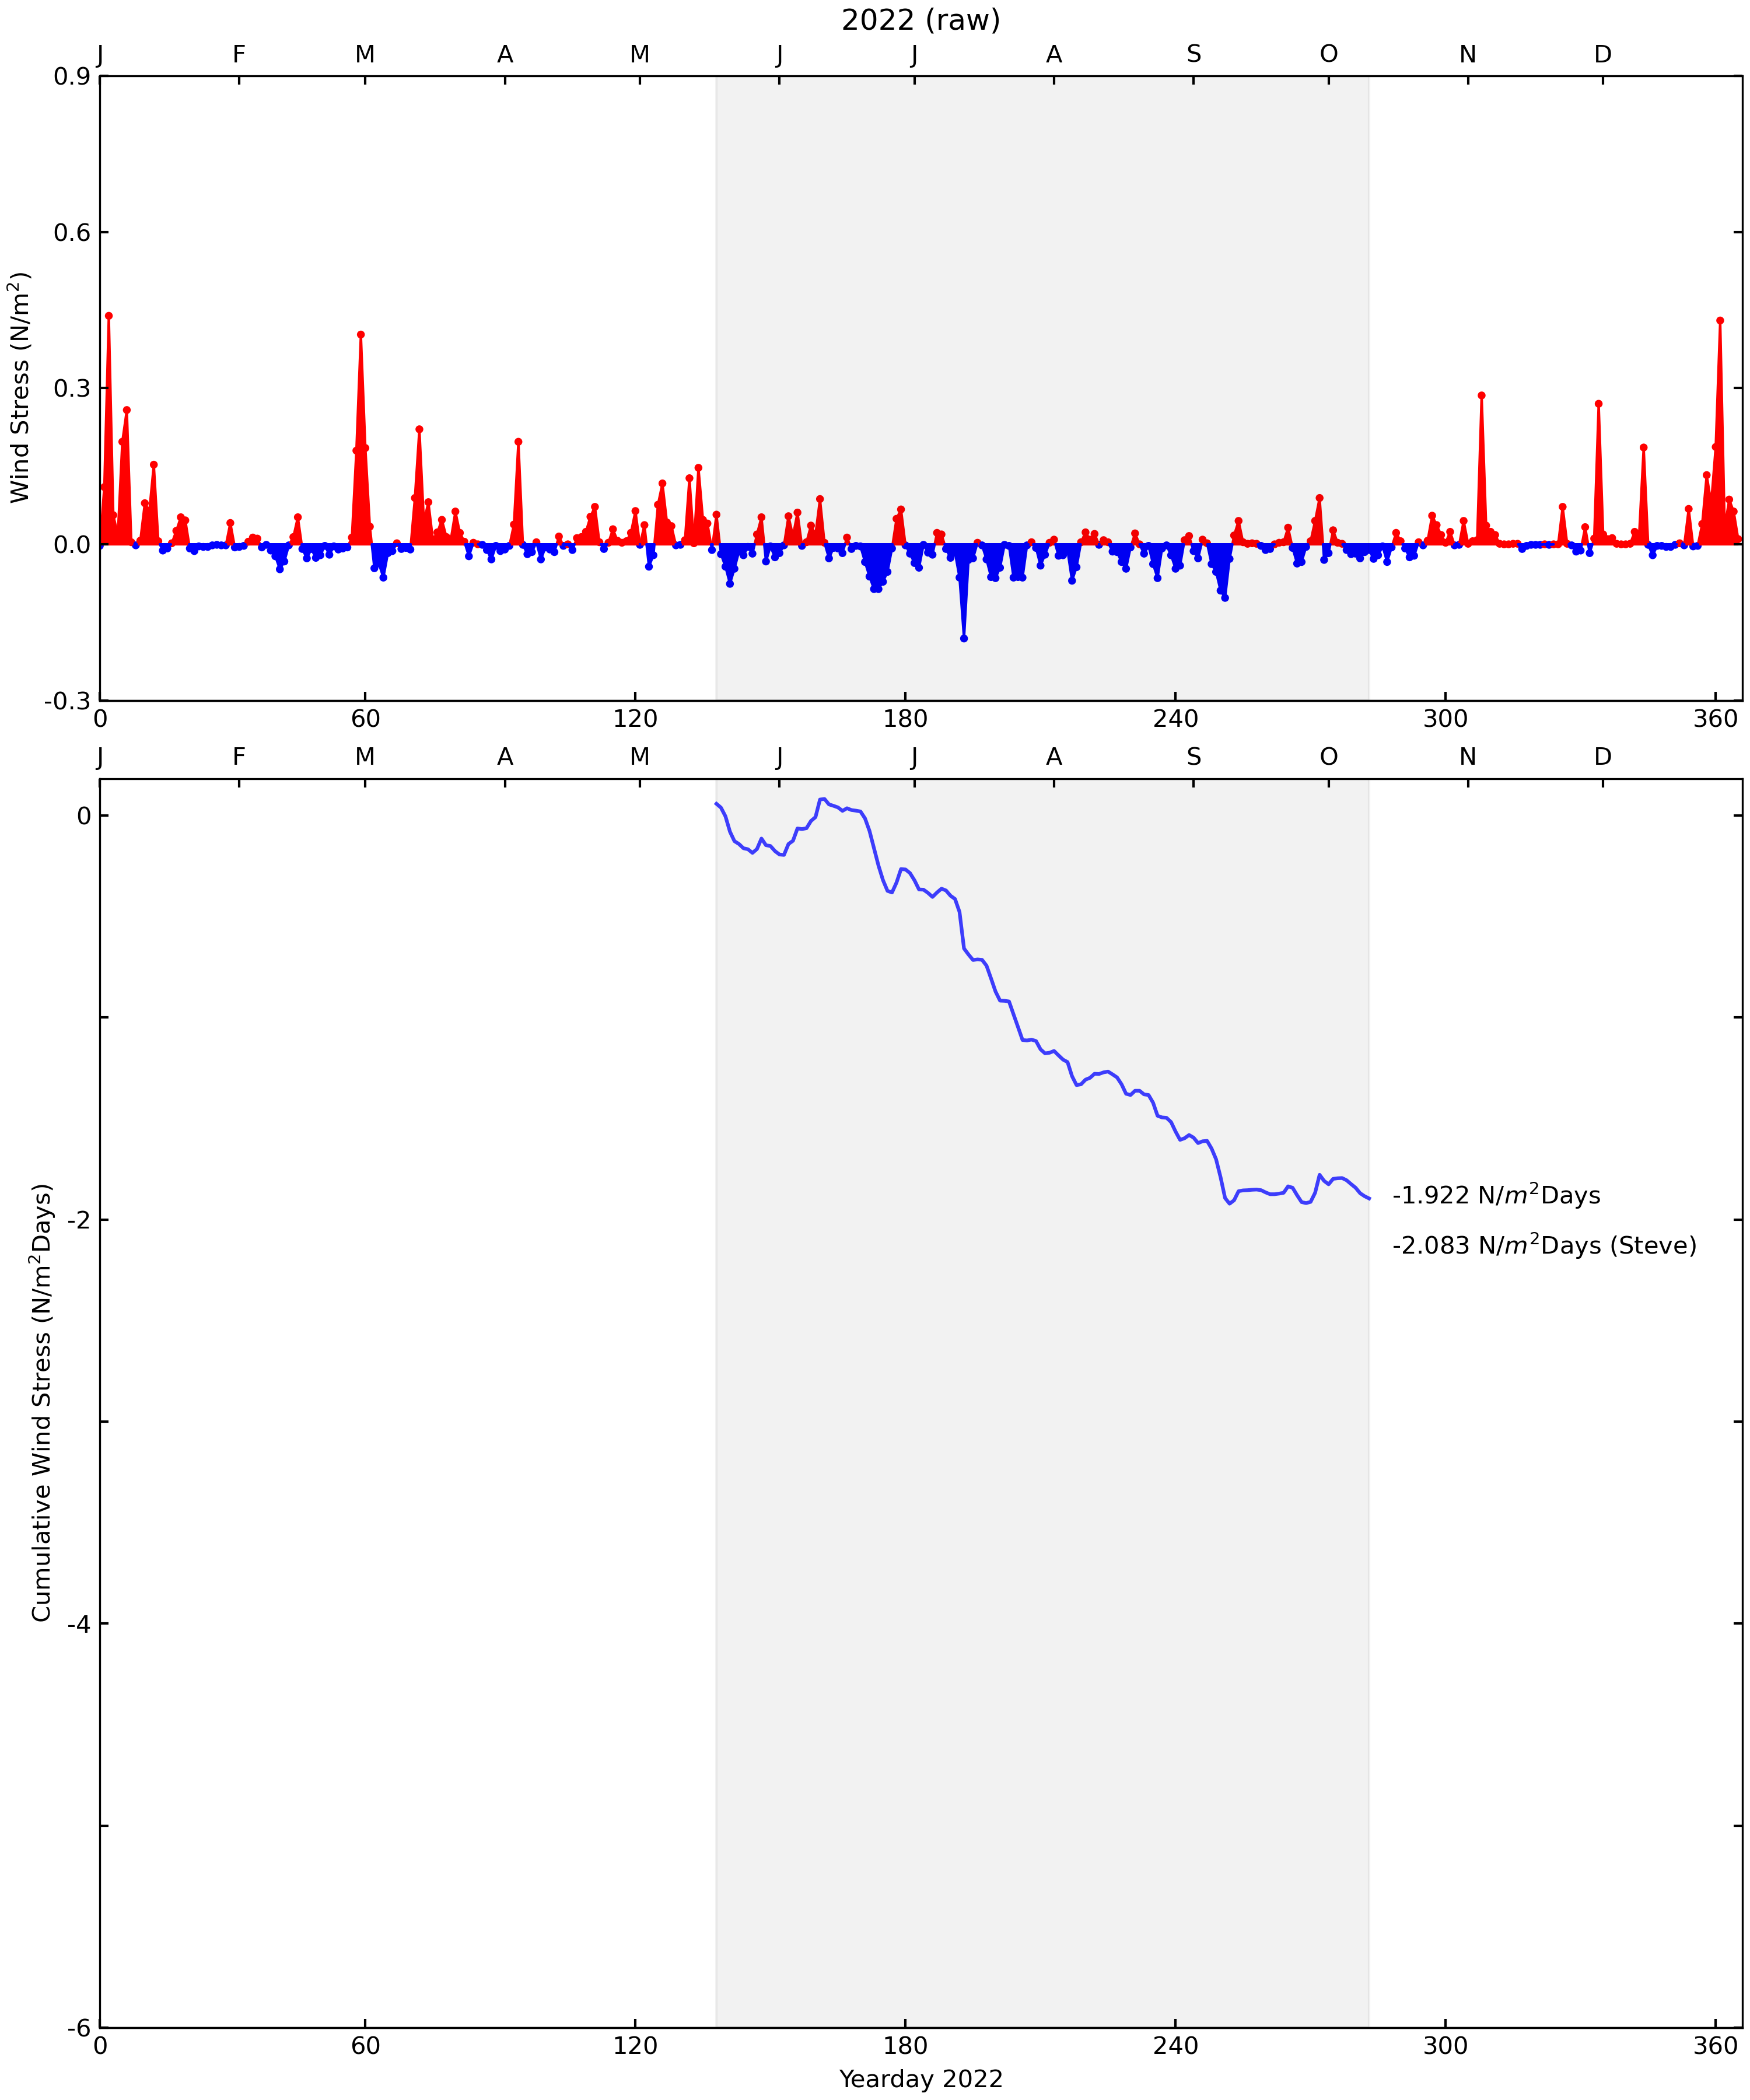 2022 (raw)
J F M A M J J A S O N D
0.9
0.6
0.3
0.0
-0.3
Wind Stress (N/m²)
0 60 120 180 240 300 360
J F M A M J J A S O N D
0
-2
-4
-6
Cumulative Wind Stress (N/m²Days)
-1.922 N/m²Days
-2.083 N/m²Days (Steve)
0 60 120 180 240 300 360
Yearday 2022